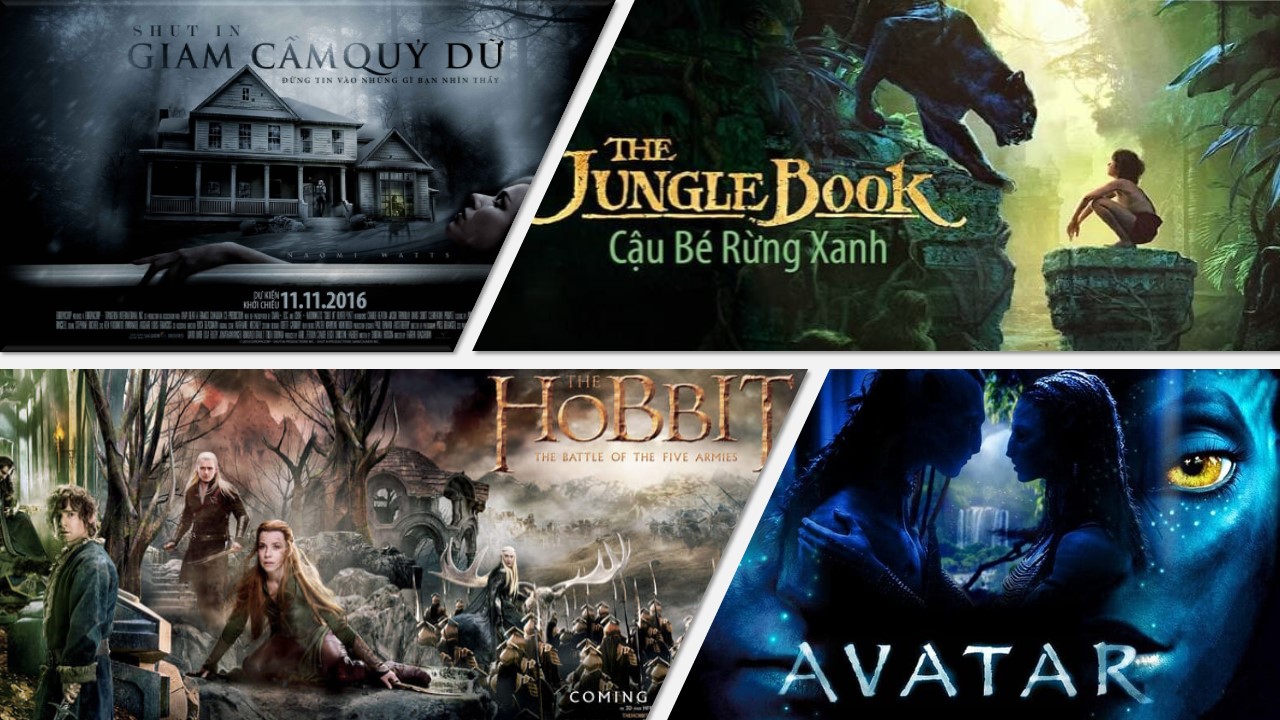 SHUT IN
GIAM CẦM QUỶ DỮ
ĐỪNG TIN VÀO NHỮNG GÌ BẠN NHÌN THẤY
NAOMI WATTS
DỰ KIẾN
KHỞI CHIẾU 11.11.2016
THE
JUNGLE BOOK
Cậu Bé Rừng Xanh
THE
HOBBIT
THE BATTLE OF THE FIVE ARMIES
COMING
AVATAR